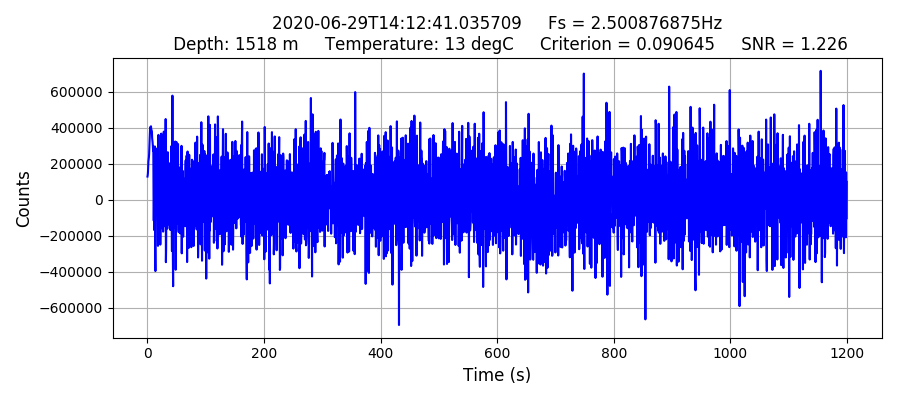 2020-06-29T14:12:41.035709 Fs = 2.500876875Hz
Depth: 1518 m Temperature: 13 degC Criterion = 0.090645 SNR = 1.226
600000
400000
200000
0
−200000
−400000
−600000
Counts
0 200 400 600 800 1000 1200
Time (s)